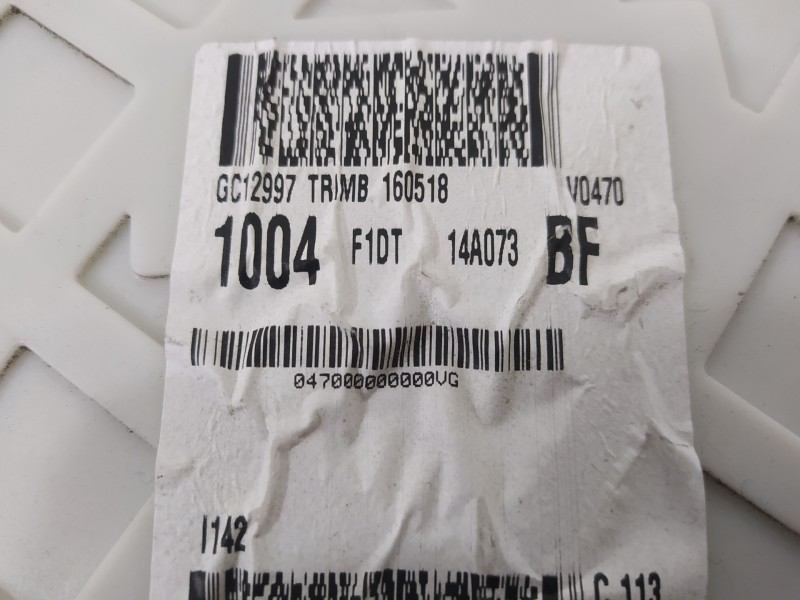 GC12997 TRIMB 160518 V0470
1004 F1DT 14A073 BF
047000000000VG
I142
C 113